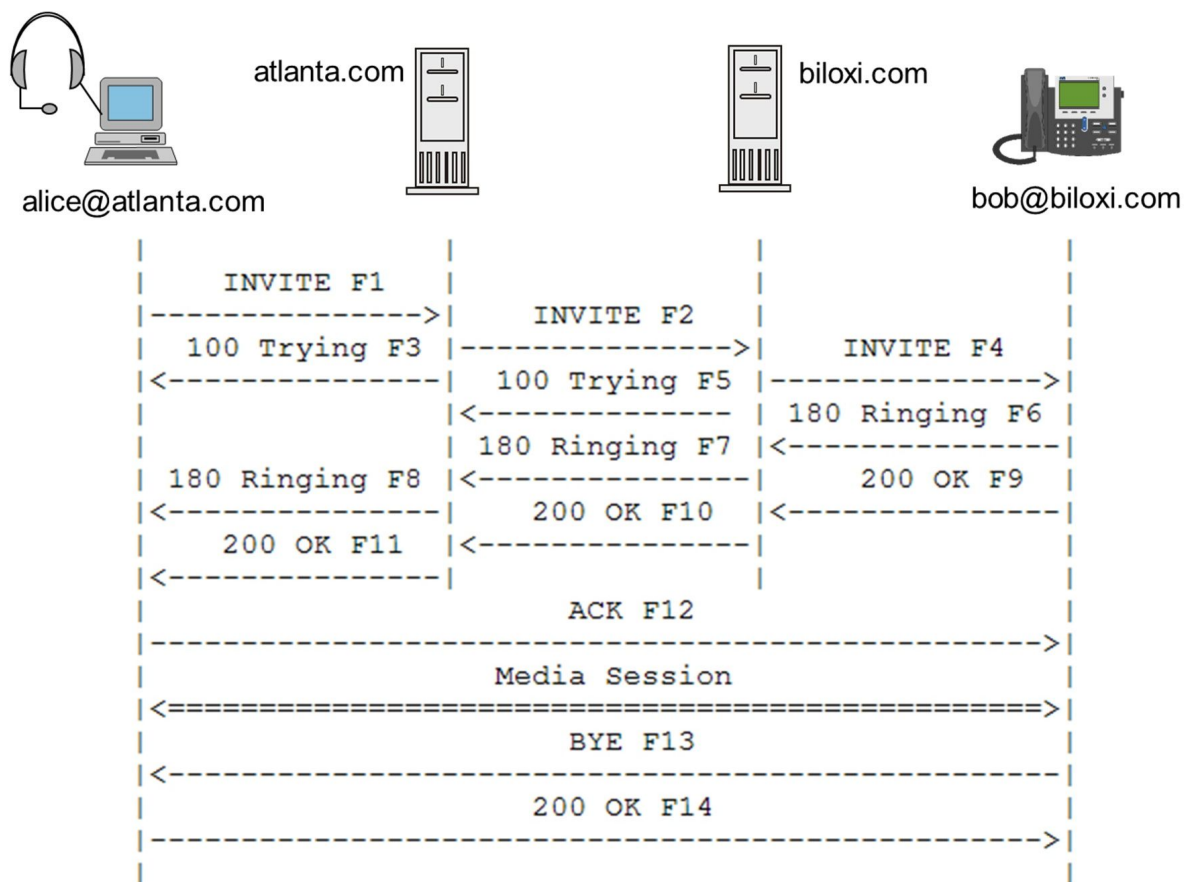 atlanta.com
biloxi.com
alice@atlanta.com
bob@biloxi.com
INVITE F1
INVITE F2
100 Trying F3
INVITE F4
100 Trying F5
180 Ringing F6
180 Ringing F7
180 Ringing F8
200 OK F9
200 OK F10
200 OK F11
ACK F12
Media Session
BYE F13
200 OK F14